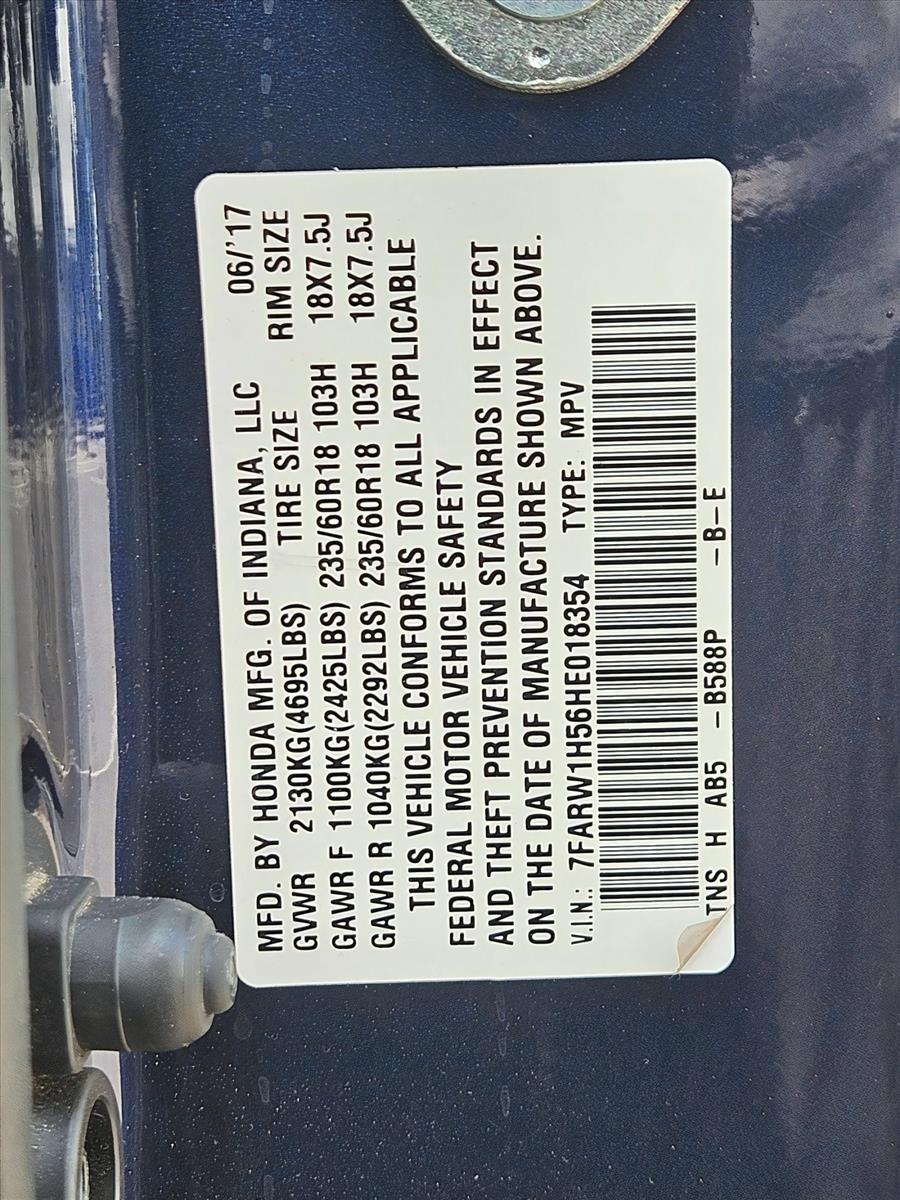 MFD. BY HONDA MFG. OF INDIANA, LLC 06/'17
GVWR 2130KG(4695LBS) TIRE SIZE RIM SIZE
GAWR F 1100KG(2425LBS) 235/60R18 103H 18X7.5J
GAWR R 1040KG(2292LBS) 235/60R18 103H 18X7.5J
THIS VEHICLE CONFORMS TO ALL APPLICABLE
FEDERAL MOTOR VEHICLE SAFETY
AND THEFT PREVENTION STANDARDS IN EFFECT
ON THE DATE OF MANUFACTURE SHOWN ABOVE.
V.I.N.: 7FARW1H56HE018354 TYPE: MPV
TNS H AB5 -B588P -B-E